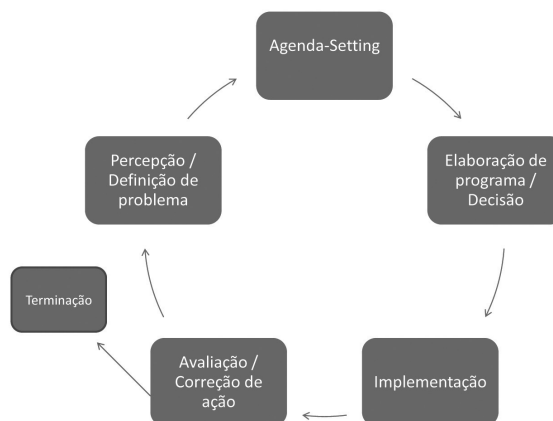 Agenda-Setting
Percepção /
Definição de
problema
Elaboração de
programa /
Decisão
Terminação
Avaliação /
Correção de
ação
Implementação